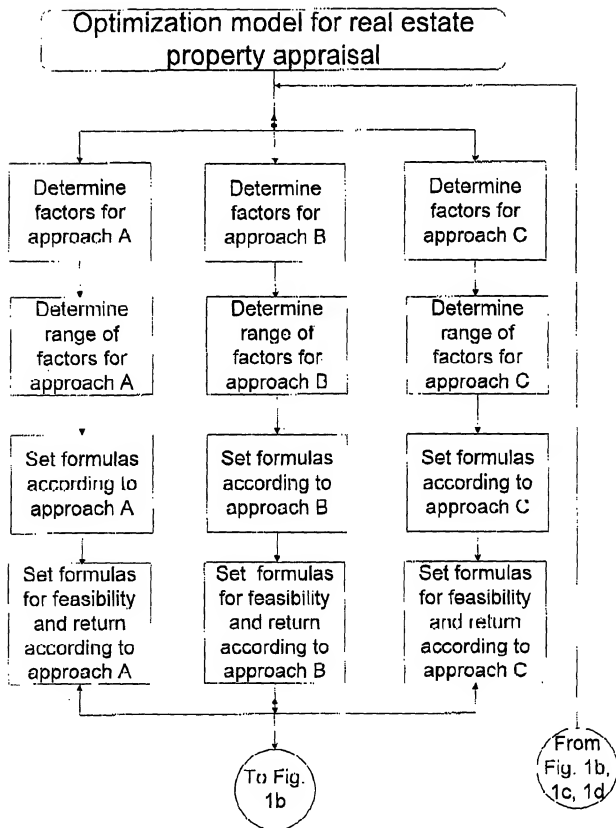 Optimization model for real estate
property appraisal
Determine
factors for
approach A
Determine
factors for
approach B
Determine
factors for
approach C
Determine
range of
factors for
approach A
Determine
range of
factors for
approach B
Determine
range of
factors for
approach C
Set formulas
according to
approach A
Set formulas
according to
approach B
Set formulas
according to
approach C
Set formulas
for feasibility
and return
according to
approach A
Set formulas
for feasibility
and return
according to
approach B
Set formulas
for feasibility
and return
according to
approach C
To Fig.
1b
From
Fig. 1b,
1c, 1d